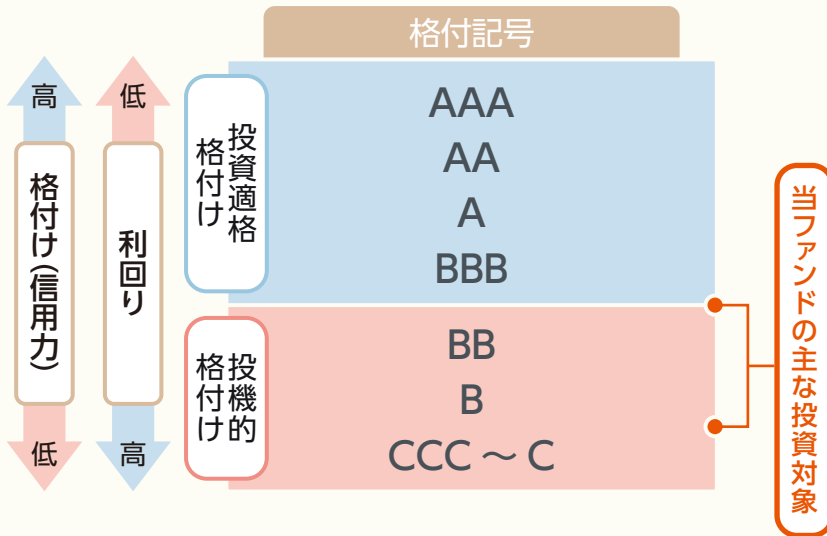 格付記号
高
格付け(信用力)
低
低
利回り
高
投資適格
格付け
AAA
AA
A
BBB
投機的
格付け
BB
B
CCC ～ C
当ファンドの主な投資対象